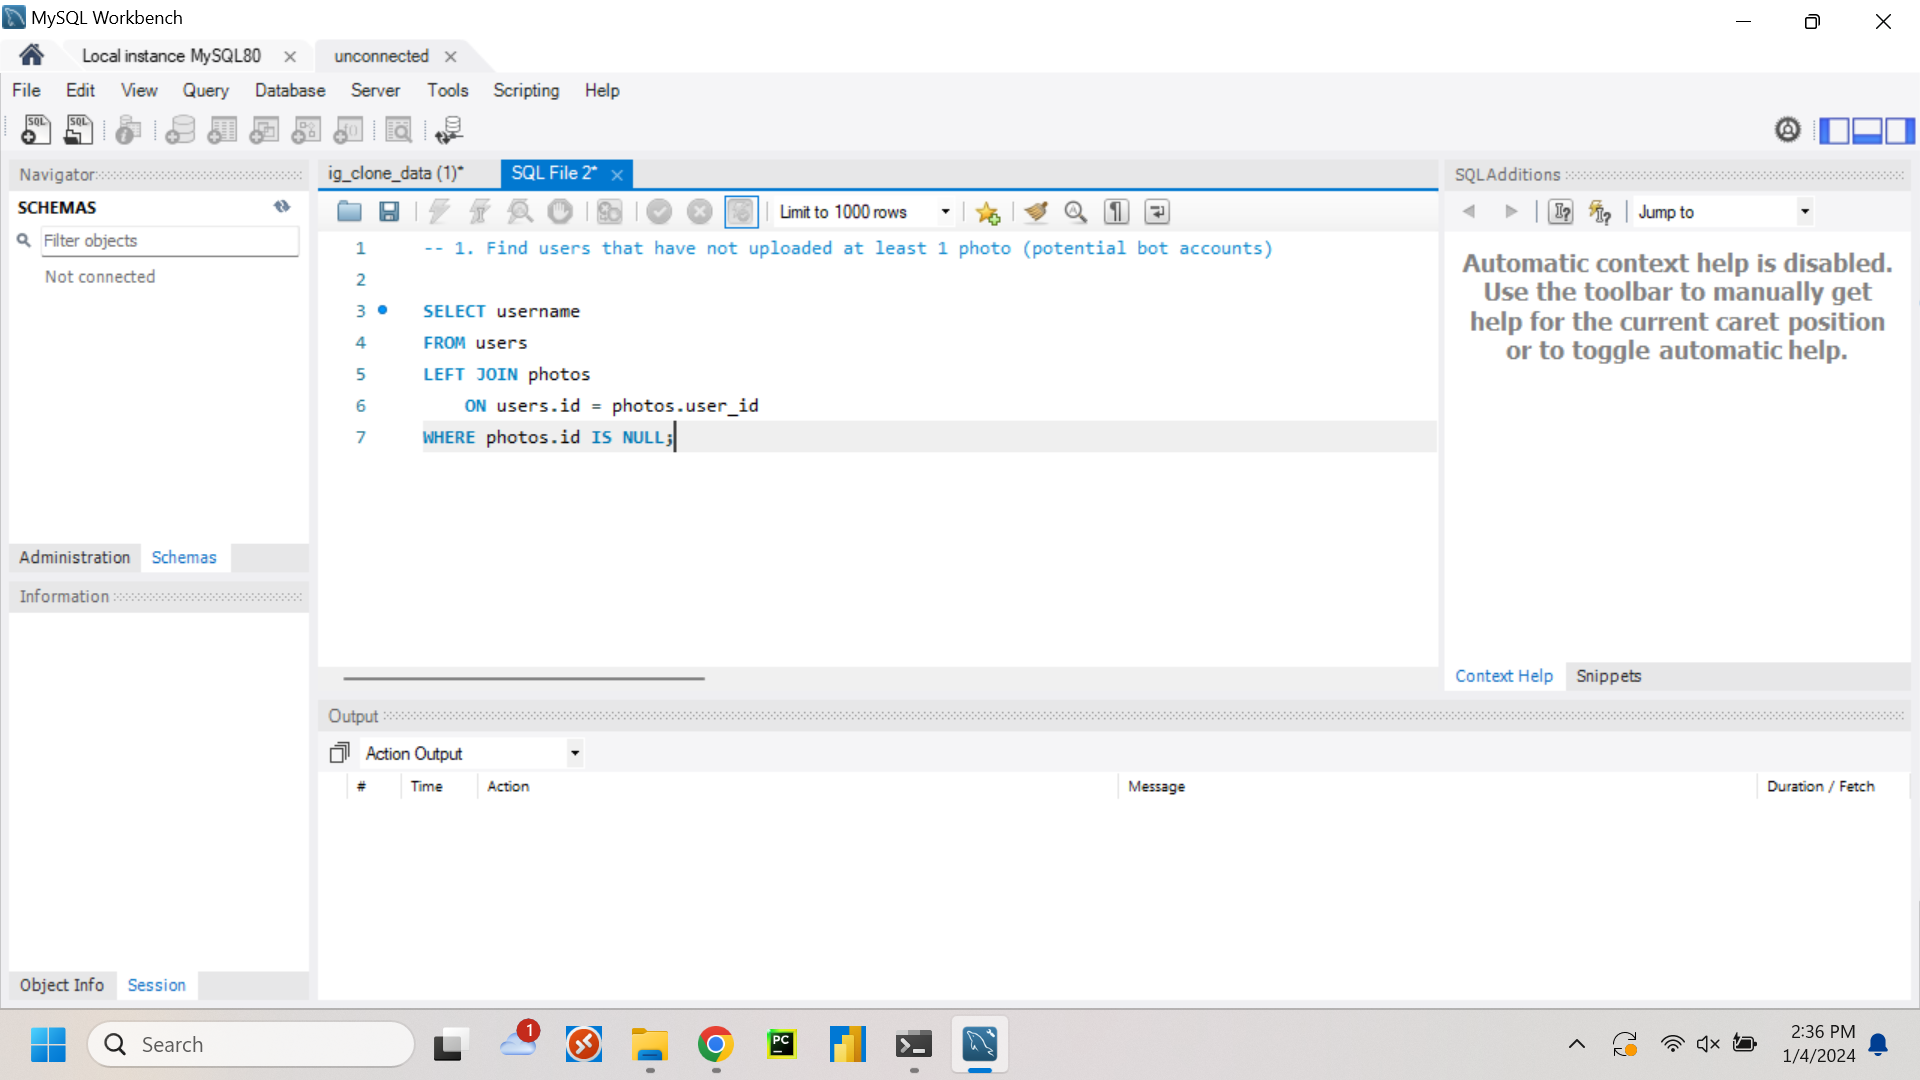 MySQL Workbench
Local instance MySQL80
unconnected
File Edit View Query Database Server Tools Scripting Help
SQL SQL
Navigator
SCHEMAS
Filter objects
Not connected
Administration Schemas
Information
Object Info Session
ig_clone_data (1)* SQL File 2*
Limit to 1000 rows
1 -- 1. Find users that have not uploaded at least 1 photo (potential bot accounts)
2
3 SELECT username
4 FROM users
5 LEFT JOIN photos
6 ON users.id = photos.user_id
7 WHERE photos.id IS NULL;
SQLAdditions
Jump to
Automatic context help is disabled.
Use the toolbar to manually get
help for the current caret position
or to toggle automatic help.
Context Help Snippets
Output
Action Output
# Time Action Message Duration / Fetch
Search
1
PC
2:36 PM
1/4/2024